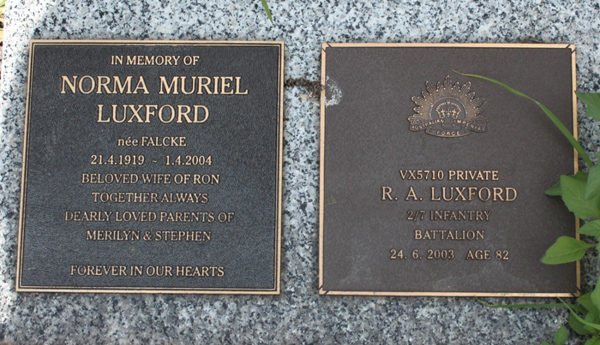 IN MEMORY OF
NORMA MURIEL
LUXFORD
née FALCKE
21.4.1919 - 1.4.2004
BELOVED WIFE OF RON
TOGETHER ALWAYS
DEARLY LOVED PARENTS OF
MERILYN & STEPHEN
FOREVER IN OUR HEARTS
VX5710 PRIVATE
R. A. LUXFORD
2/7 INFANTRY
BATTALION
24. 6. 2003 AGE 82